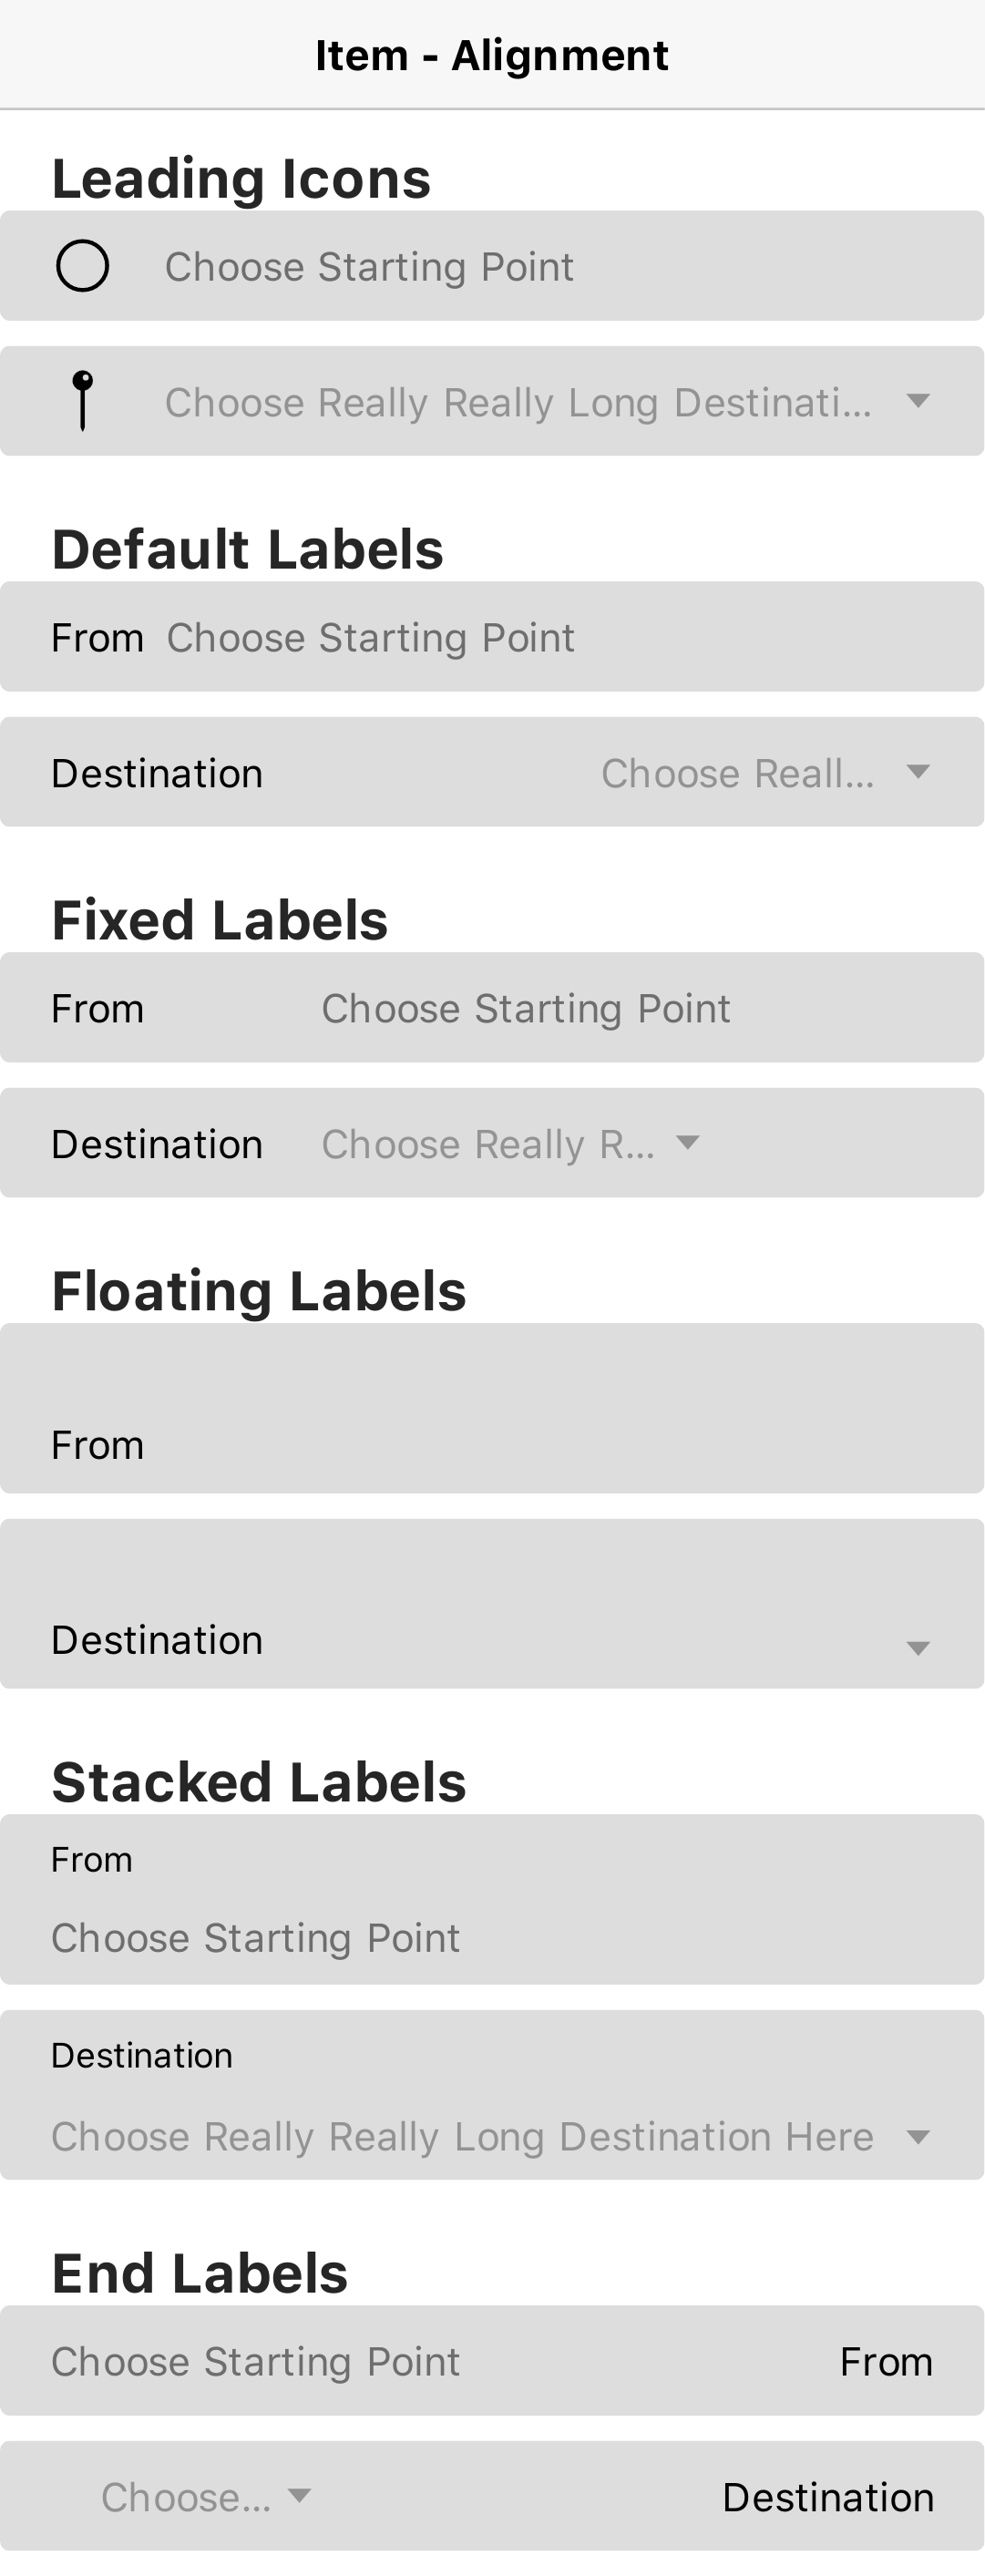 Item - Alignment
Leading Icons
Choose Starting Point
Choose Really Really Long Destinati...
Default Labels
From Choose Starting Point
Destination Choose Reall...
Fixed Labels
From Choose Starting Point
Destination Choose Really R...
Floating Labels
From
Destination
Stacked Labels
From
Choose Starting Point
Destination
Choose Really Really Long Destination Here
End Labels
Choose Starting Point From
Choose... Destination